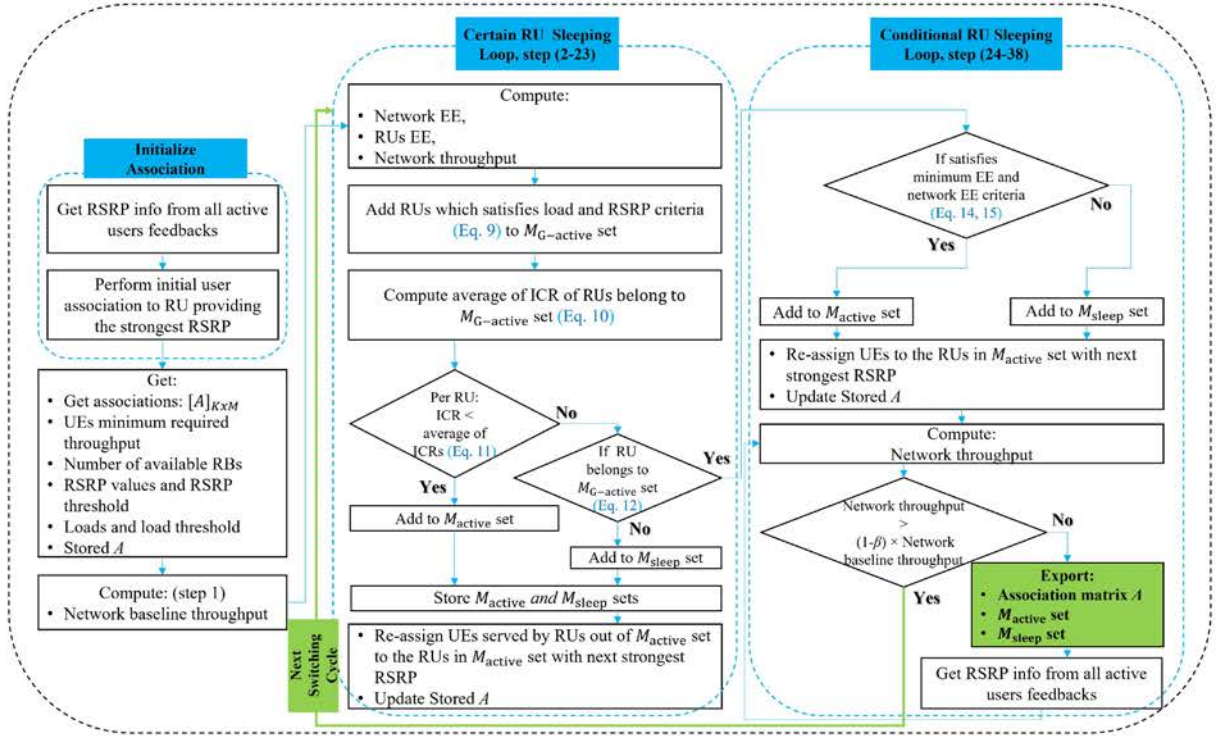 Initialize
Association
Get RSRP info from all active
users feedbacks
Perform initial user
association to RU providing
the strongest RSRP
Get:
• Get associations: [A]KxM
• UEs minimum required
throughput
• Number of available RBs
• RSRP values and RSRP
threshold
• Loads and load threshold
• Stored A
Compute: (step 1)
• Network baseline throughput
Certain RU Sleeping
Loop, step (2-23)
Compute:
• Network EE,
• RUs EE,
• Network throughput
Add RUs which satisfies load and RSRP criteria
(Eq. 9) to MG−active set
Compute average of ICR of RUs belong to
MG−active set (Eq. 10)
Per RU:
ICR <
average of
ICRs (Eq. 11)
No
Yes
If RU
belongs to
MG−active set
(Eq. 12)
Yes
No
Add to Mactive set
Add to Msleep set
Store Mactive and Msleep sets
• Re-assign UEs served by RUs out of Mactive set
to the RUs in Mactive set with next strongest
RSRP
• Update Stored A
Next
Switching
Cycle
Conditional RU Sleeping
Loop, step (24-38)
If satisfies
minimum EE and
network EE criteria
(Eq. 14, 15)
No
Yes
Add to Mactive set
Add to Msleep set
• Re-assign UEs to the RUs in Mactive set with next
strongest RSRP
• Update Stored A
Compute:
Network throughput
Network throughput
>
(1-β) × Network
baseline throughput
No
Yes
Export:
• Association matrix A
• Mactive set
• Msleep set
Get RSRP info from all active
users feedbacks